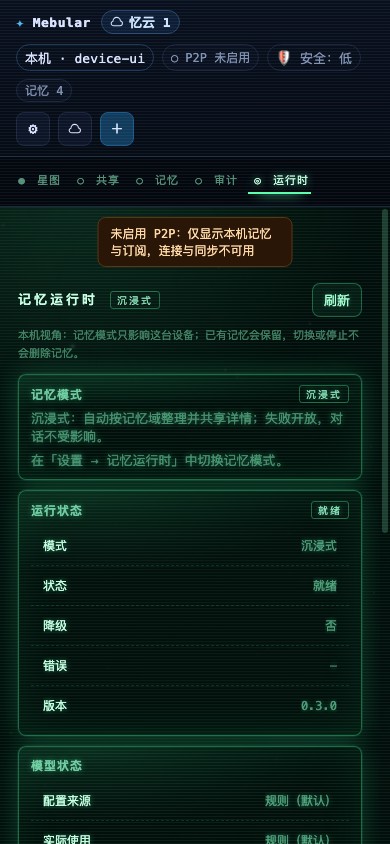 Mebular 忆云 1
本机 · device-ui P2P 未启用 安全: 低
记忆 4
星图 共享 记忆 审计 运行时
未启用 P2P: 仅显示本机记忆
与订阅, 连接与同步不可用
记忆运行时 沉浸式 刷新
本机视角: 记忆模式只影响这台设备; 已有记忆会保留, 切换或停止不
会删除记忆。
记忆模式 沉浸式
沉浸式: 自动按记忆域整理并共享详情; 失败开放, 对
话不受影响。
在「设置 → 记忆运行时」中切换记忆模式。
运行状态 就绪
模式 沉浸式
状态 就绪
降级 否
错误 —
版本 0.3.0
模型状态
配置来源 规则 (默认)
实际使用 规则 (默认)